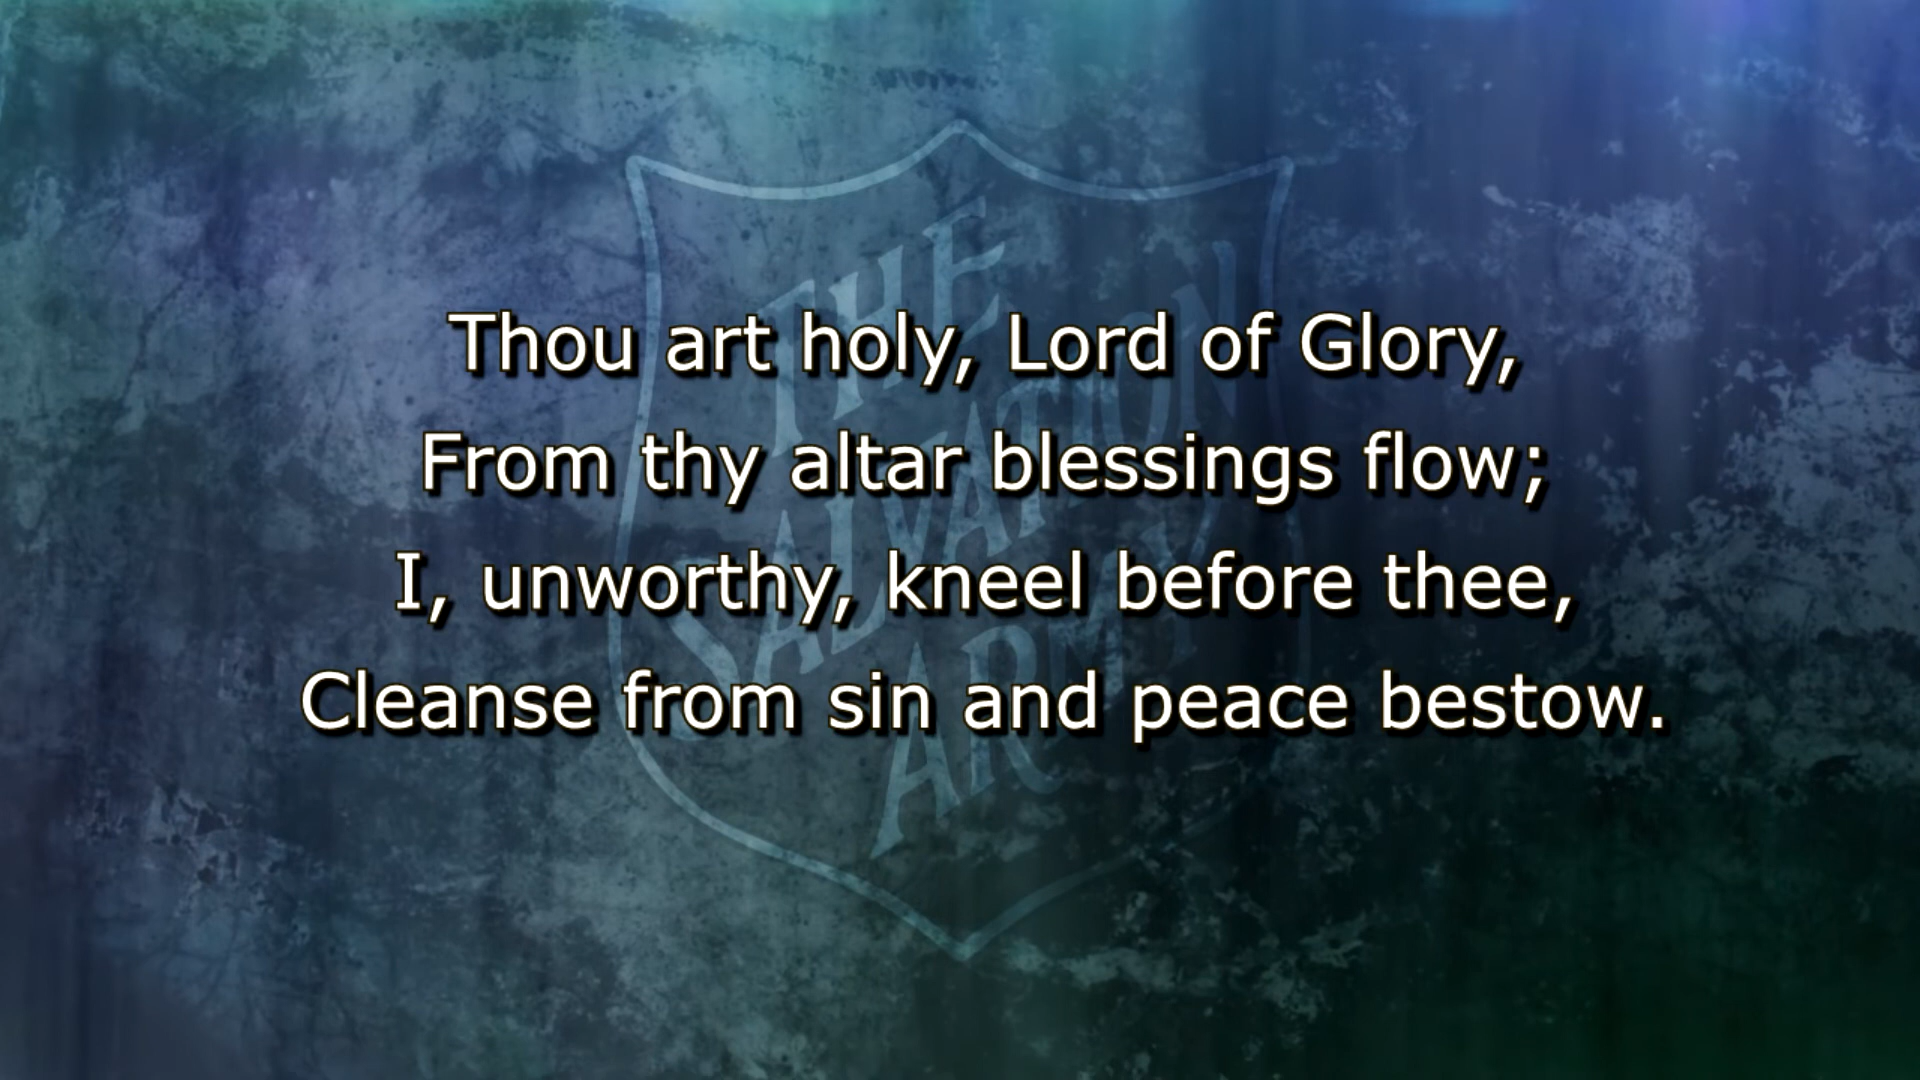 Thou art holy, Lord of Glory,
From thy altar blessings flow;
I, unworthy, kneel before thee,
Cleanse from sin and peace bestow.
THE
SALVATION
ARMY